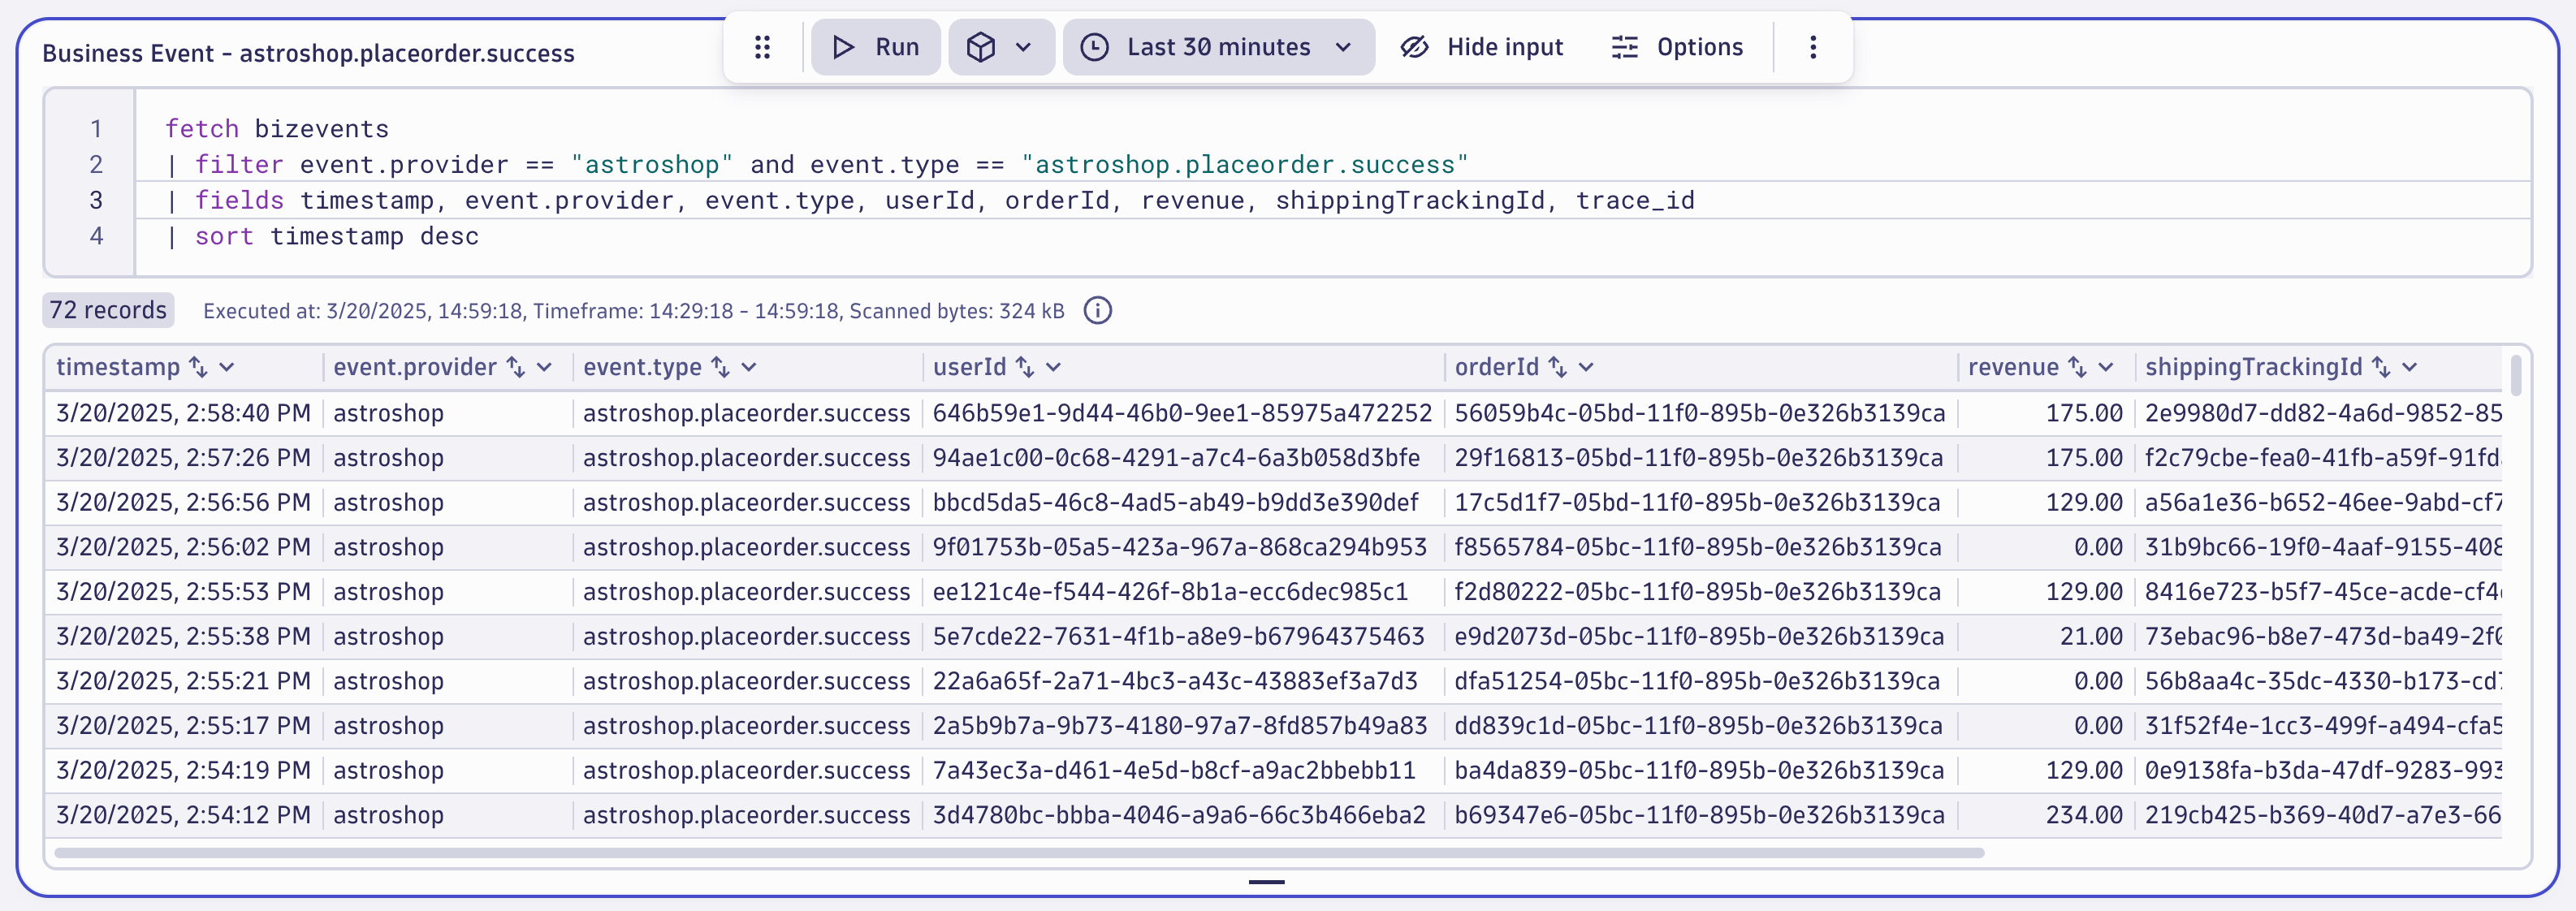 Business Event - astroshop.placeorder.success
Run
Last 30 minutes
Hide input
Options
1 fetch bizevents
2 | filter event.provider == "astroshop" and event.type == "astroshop.placeorder.success"
3 | fields timestamp, event.provider, event.type, userId, orderId, revenue, shippingTrackingId, trace_id
4 | sort timestamp desc
72 records Executed at: 3/20/2025, 14:59:18, Timeframe: 14:29:18 - 14:59:18, Scanned bytes: 324 kB
timestamp event.provider event.type userId orderId revenue shippingTrackingId
3/20/2025, 2:58:40 PM astroshop astroshop.placeorder.success 646b59e1-9d44-46b0-9ee1-85975a472252 56059b4c-05bd-11f0-895b-0e326b3139ca 175.00 2e9980d7-dd82-4a6d-9852-85
3/20/2025, 2:57:26 PM astroshop astroshop.placeorder.success 94ae1c00-0c68-4291-a7c4-6a3b058d3bfe 29f16813-05bd-11f0-895b-0e326b3139ca 175.00 f2c79cbe-fea0-41fb-a59f-91fd
3/20/2025, 2:56:56 PM astroshop astroshop.placeorder.success bbcd5da5-46c8-4ad5-ab49-b9dd3e390def 17c5d1f7-05bd-11f0-895b-0e326b3139ca 129.00 a56a1e36-b652-46ee-9abd-cf7
3/20/2025, 2:56:02 PM astroshop astroshop.placeorder.success 9f01753b-05a5-423a-967a-868ca294b953 f8565784-05bc-11f0-895b-0e326b3139ca 0.00 31b9bc66-19f0-4aaf-9155-408
3/20/2025, 2:55:53 PM astroshop astroshop.placeorder.success ee121c4e-f544-426f-8b1a-ecc6dec985c1 f2d80222-05bc-11f0-895b-0e326b3139ca 129.00 8416e723-b5f7-45ce-acde-cf4
3/20/2025, 2:55:38 PM astroshop astroshop.placeorder.success 5e7cde22-7631-4f1b-a8e9-b67964375463 e9d2073d-05bc-11f0-895b-0e326b3139ca 21.00 73ebac96-b8e7-473d-ba49-2f0
3/20/2025, 2:55:21 PM astroshop astroshop.placeorder.success 22a6a65f-2a71-4bc3-a43c-43883ef3a7d3 dfa51254-05bc-11f0-895b-0e326b3139ca 0.00 56b8aa4c-35dc-4330-b173-cd7
3/20/2025, 2:55:17 PM astroshop astroshop.placeorder.success 2a5b9b7a-9b73-4180-97a7-8fd857b49a83 dd839c1d-05bc-11f0-895b-0e326b3139ca 0.00 31f52f4e-1cc3-499f-a494-cfa5
3/20/2025, 2:54:19 PM astroshop astroshop.placeorder.success 7a43ec3a-d461-4e5d-b8cf-a9ac2bbebb11 ba4da839-05bc-11f0-895b-0e326b3139ca 129.00 0e9138fa-b3da-47df-9283-993
3/20/2025, 2:54:12 PM astroshop astroshop.placeorder.success 3d4780bc-bbba-4046-a9a6-66c3b466eba2 b69347e6-05bc-11f0-895b-0e326b3139ca 234.00 219cb425-b369-40d7-a7e3-66